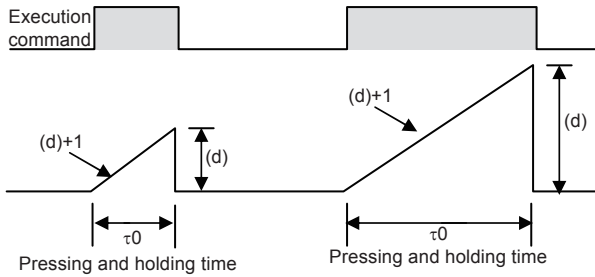 Execution
command
(d)+1
(d)
(d)+1
(d)
τ0
τ0
Pressing and holding time
Pressing and holding time